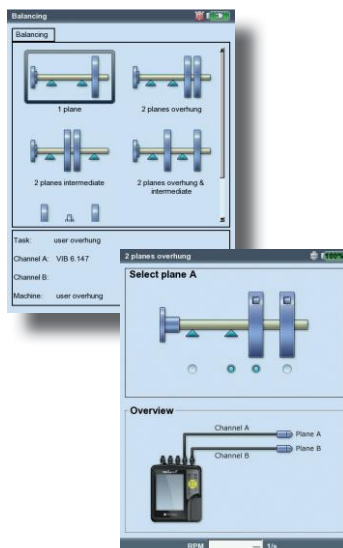 Balancing
Balancing
1 plane
2 planes overhung
2 planes intermediate
2 planes overhung &
intermediate
Task: user overhung
Channel A: VIB 6.147
Channel B:
Machine: user overhung
2 planes overhung
100%
Select plane A
Overview
Channel A
Plane A
Plane B
Channel B
RPM 1/s